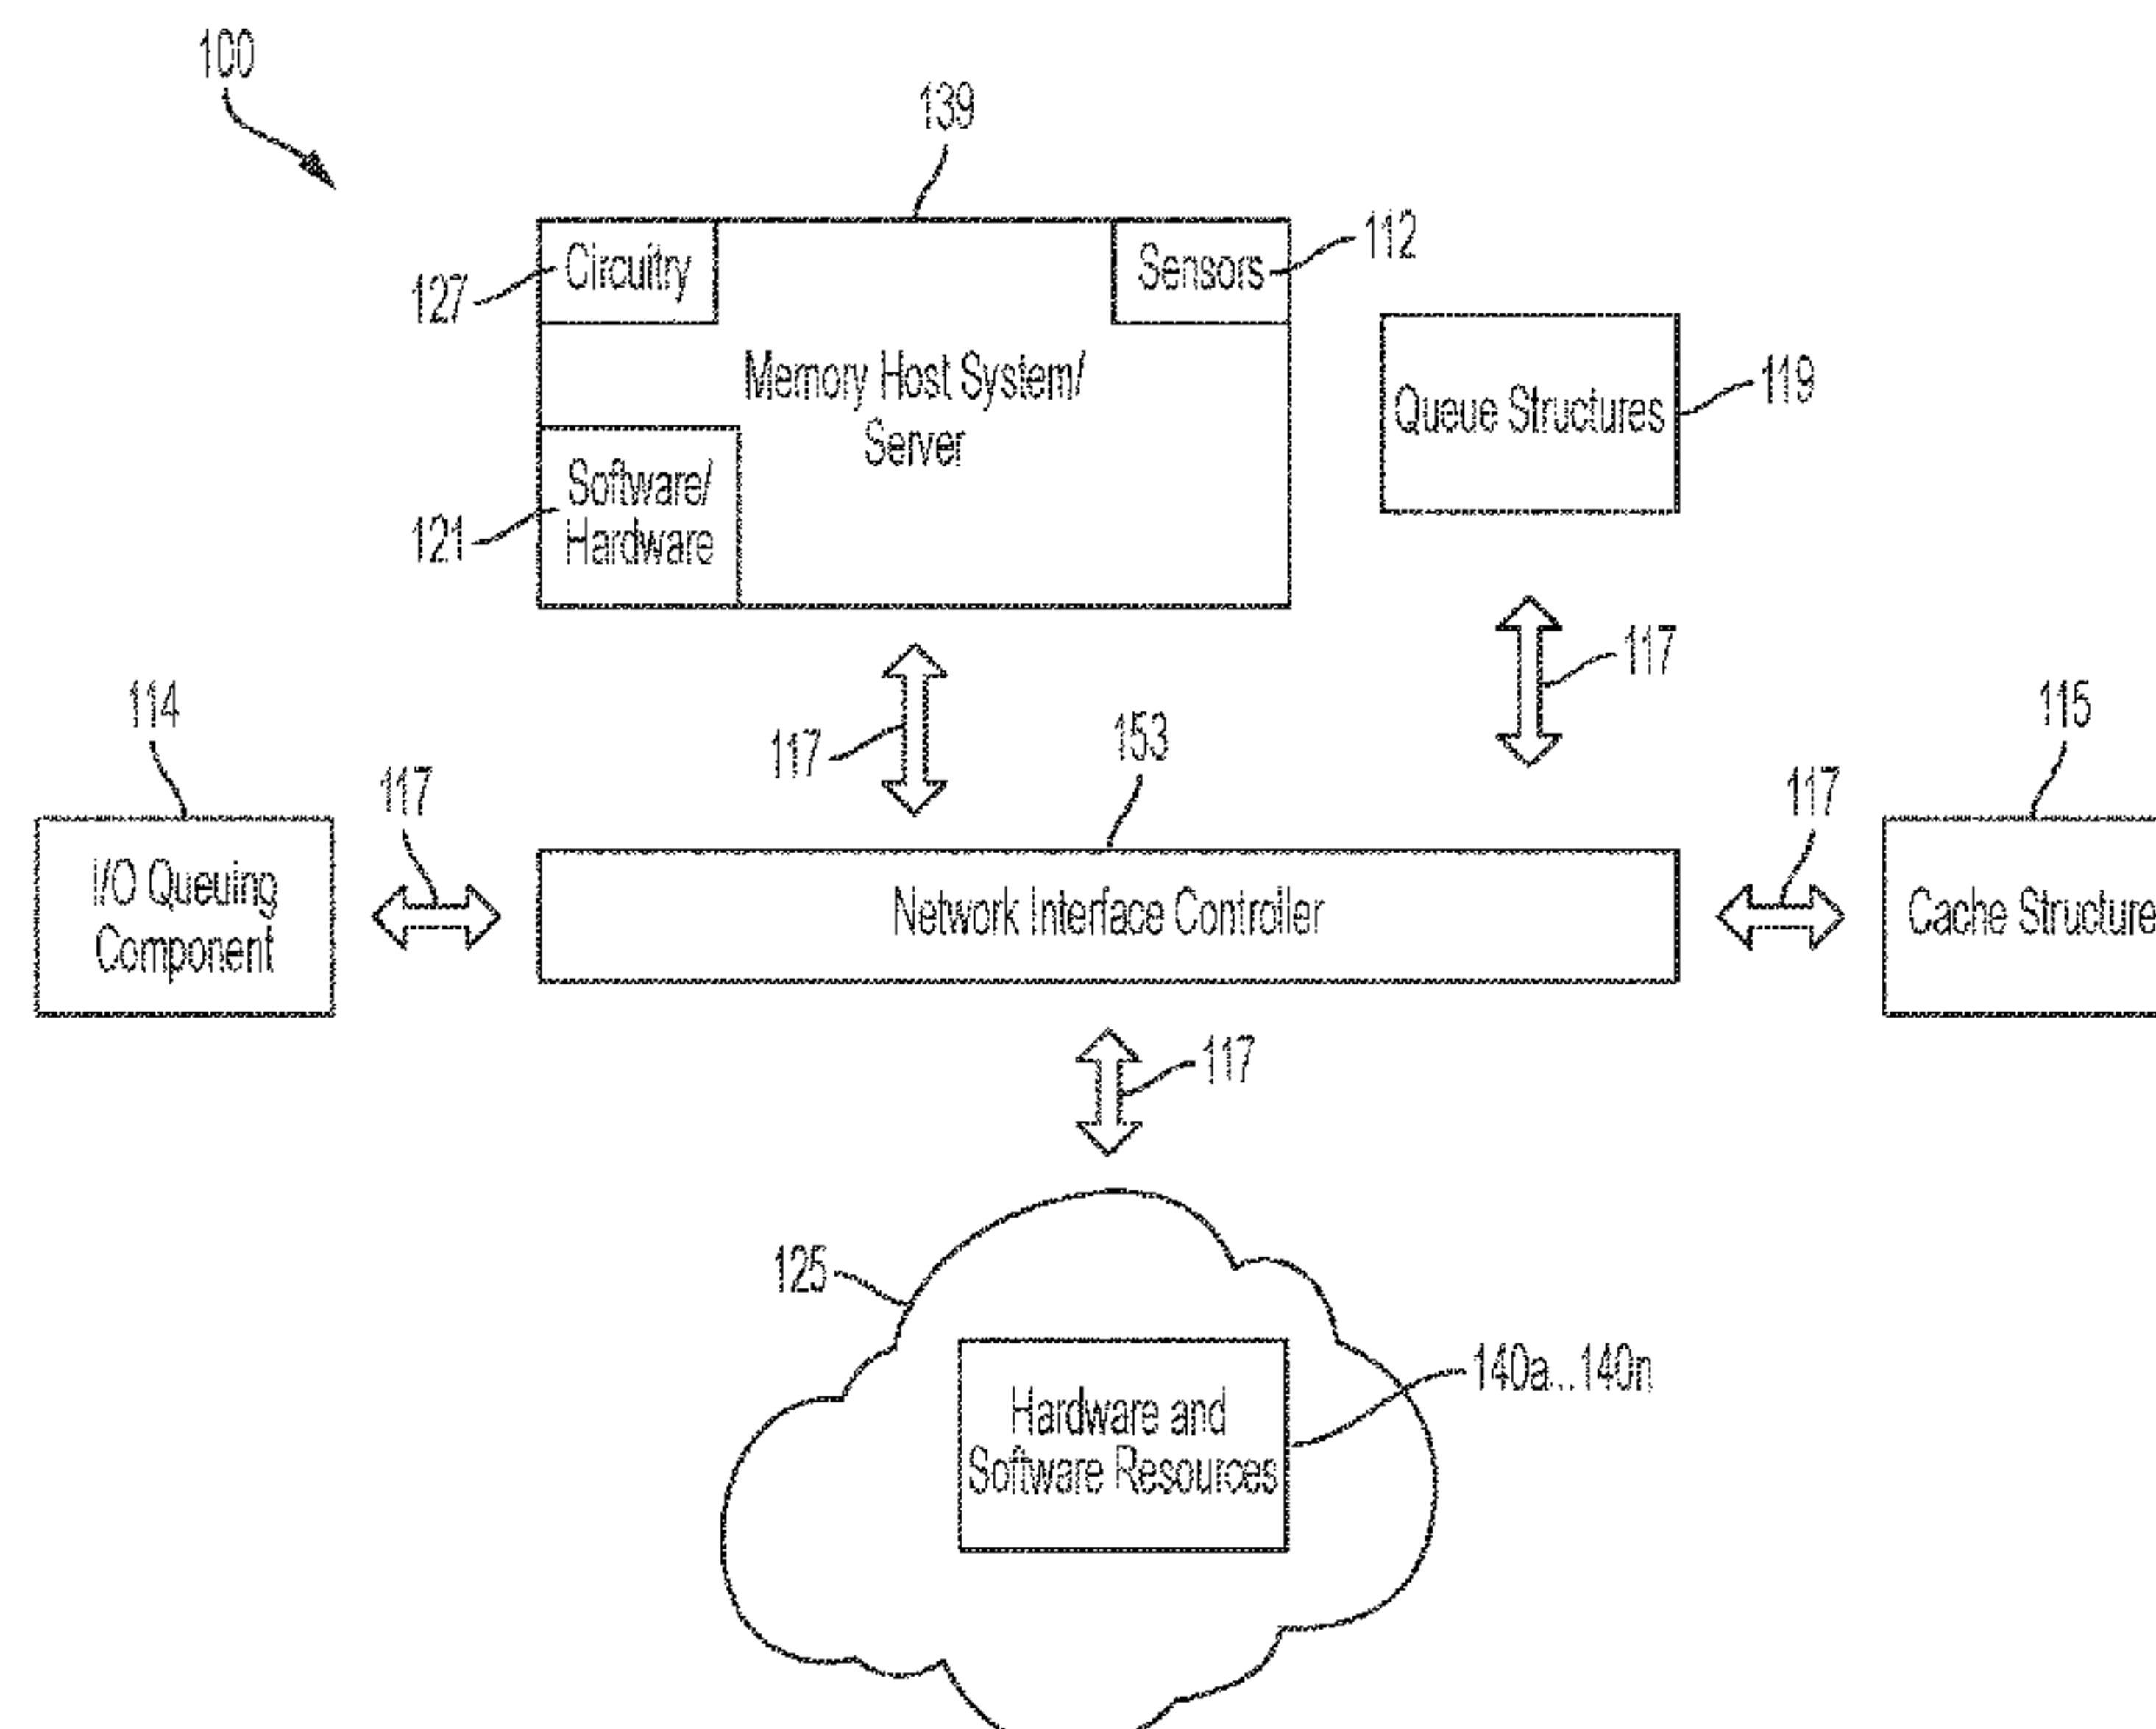 100
139
112
Circuitry
Sensors
127
119
Memory Host System/
Server
Queue Structures
Software/
Hardware
121
117
114
117
153
115
117
117
I/O Queuing
Component
Network Interface Controller
Cache Structure
117
125
140a...140n
Hardware and
Software Resources